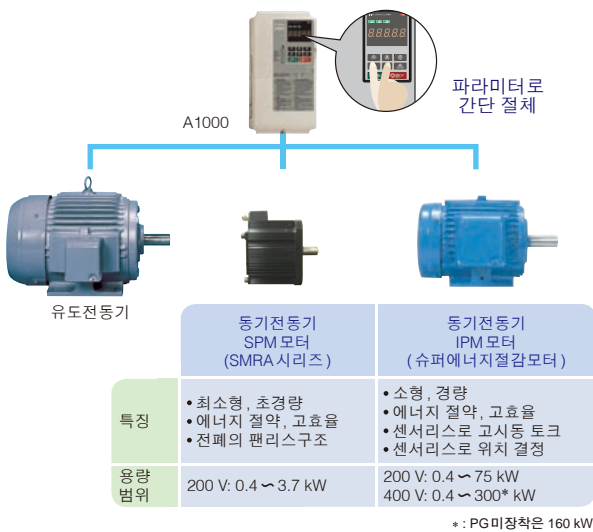 88888
파라미터로
간단 절체
A1000
유도전동기
동기전동기
SPM 모터
(SMRA 시리즈)
동기전동기
IPM 모터
(슈퍼에너지절감모터)
특징
• 최소형, 초경량
• 에너지 절약, 고효율
• 전폐의 팬리스구조
• 소형, 경량
• 에너지 절약, 고효율
• 센서리스로 고시동 토크
• 센서리스로 위치 결정
용량
범위
200 V: 0.4 ~ 3.7 kW
200 V: 0.4 ~ 75 kW
400 V: 0.4 ~ 300* kW
* : PG미장착은 160 kW